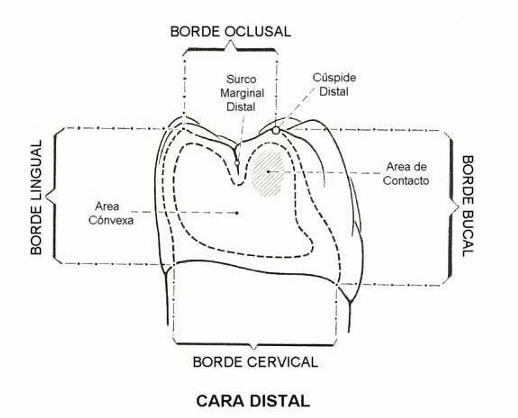 BORDE OCLUSAL
Surco
Marginal
Distal
Cúspide
Distal
BORDE LINGUAL
Area
Cónvexa
Area de
Contacto
BORDE BUCAL
BORDE CERVICAL
CARA DISTAL